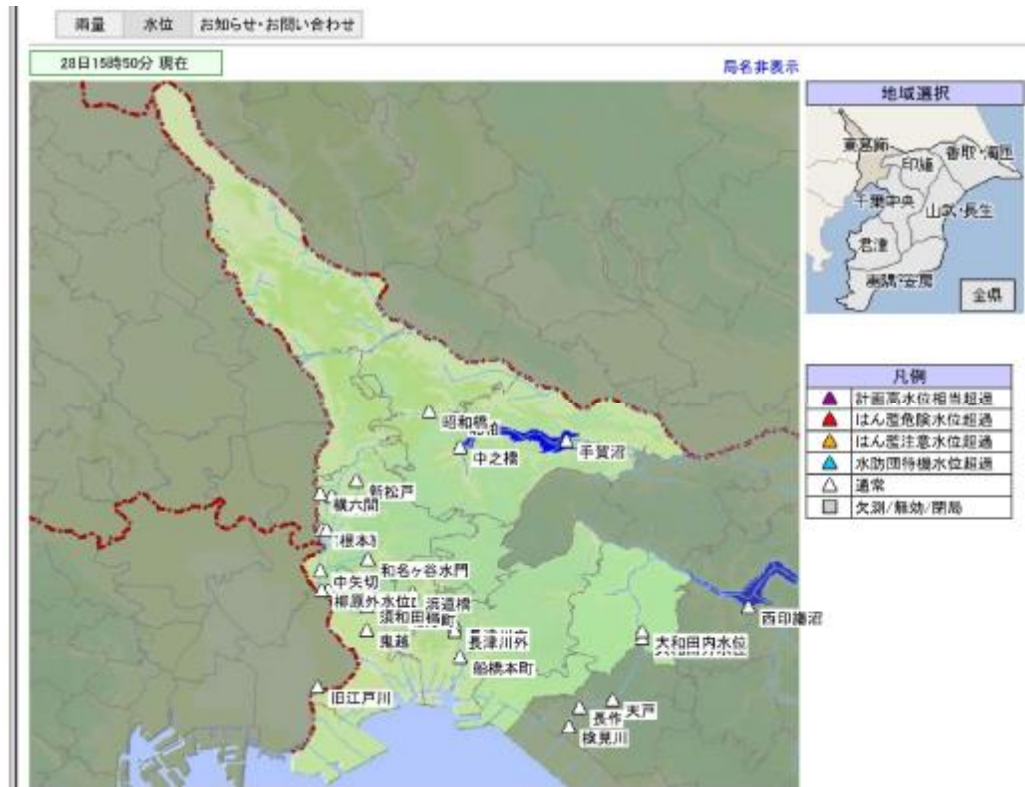 雨量 水位 お知らせ・お問い合わせ
28日15時50分 現在
局名非表示
地域選択
東葛飾
香取・海匝
印旛
千葉中央
山武・長生
君津
夷隅・安房
全県
凡例
計画高水位相当超過
はん濫危険水位超過
はん濫注意水位超過
水防団待機水位超過
通常
欠測/無効/閉局
昭和橋
中之橋
手賀沼
新松戸
横六間
根本
和名ヶ谷水門
中矢切
柳原外水位
浜道橋
須和田橋
西印旛沼
鬼越
長津川外
大和田内水位
船橋本町
旧江戸川
天戸
長作
検見川